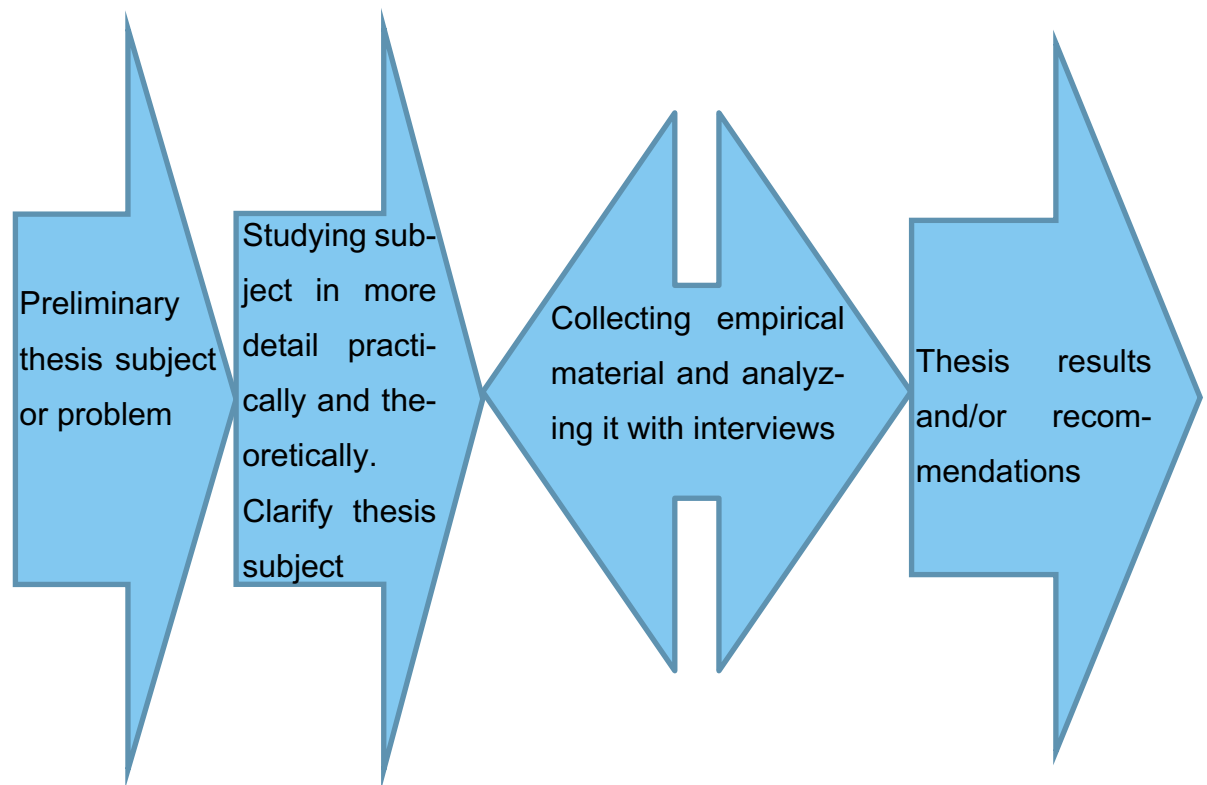 Preliminary
thesis subject
or problem
Studying sub-
ject in more
detail practi-
cally and the-
oretically.
Clarify thesis
subject
Collecting empirical
material and analyz-
ing it with interviews
Thesis results
and/or recom-
mendations